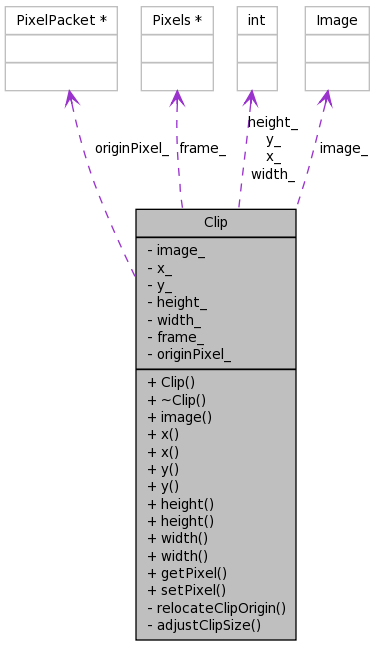 PixelPacket *
Pixels *
int
Image
originPixel_
frame_
height_
y_
x_
width_
image_
Clip
- image_
- x_
- y_
- height_
- width_
- frame_
- originPixel_
+ Clip()
+ ~Clip()
+ image()
+ x()
+ x()
+ y()
+ y()
+ height()
+ height()
+ width()
+ width()
+ getPixel()
+ setPixel()
- relocateClipOrigin()
- adjustClipSize()